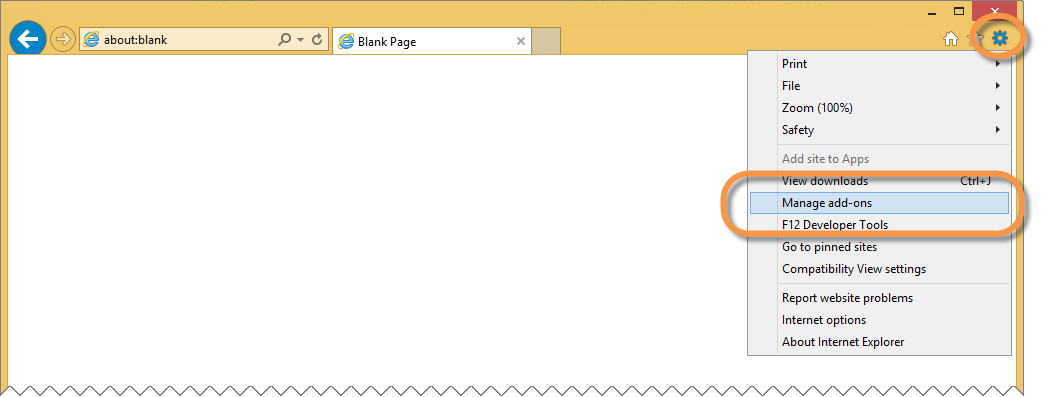 about:blank
Blank Page
Print
File
Zoom (100%)
Safety
Add site to Apps
View downloads Ctrl+J
Manage add-ons
F12 Developer Tools
Go to pinned sites
Compatibility View settings
Report website problems
Internet options
About Internet Explorer